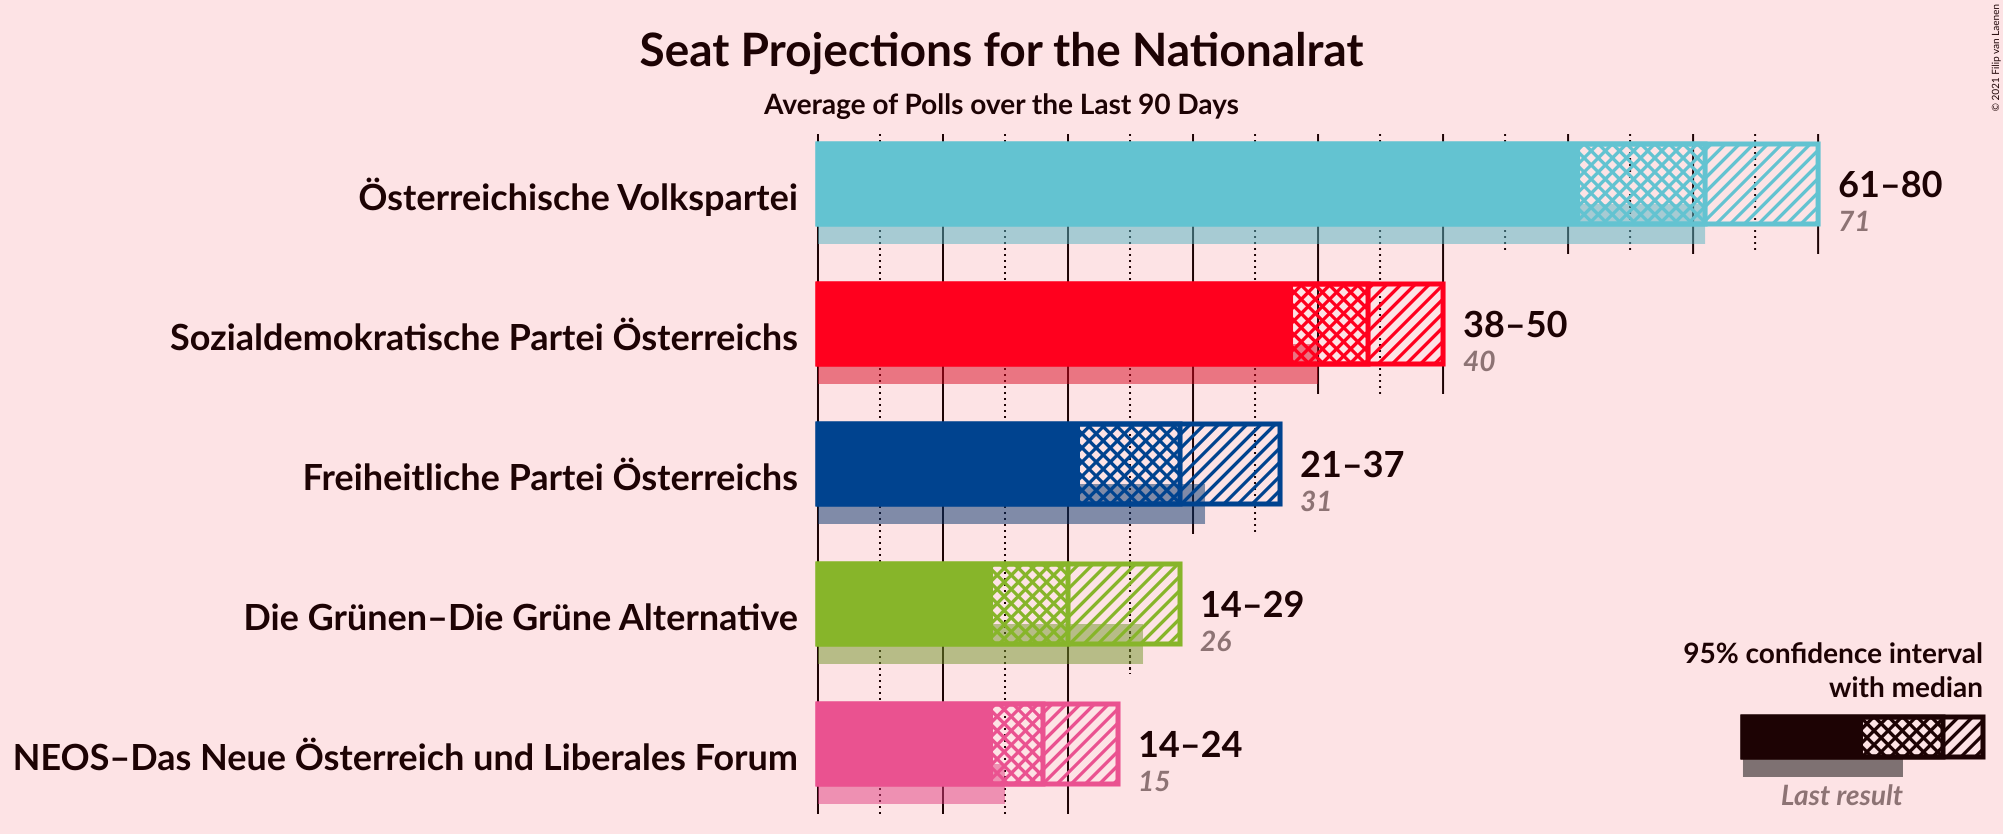 Seat Projections for the Nationalrat
Average of Polls over the Last 90 Days
© 2021 Filip van Laenen
Österreichische Volkspartei
61–80
71
Sozialdemokratische Partei Österreichs
38–50
40
Freiheitliche Partei Österreichs
21–37
31
Die Grünen–Die Grüne Alternative
14–29
26
NEOS–Das Neue Österreich und Liberales Forum
14–24
15
95% confidence interval
with median
Last result